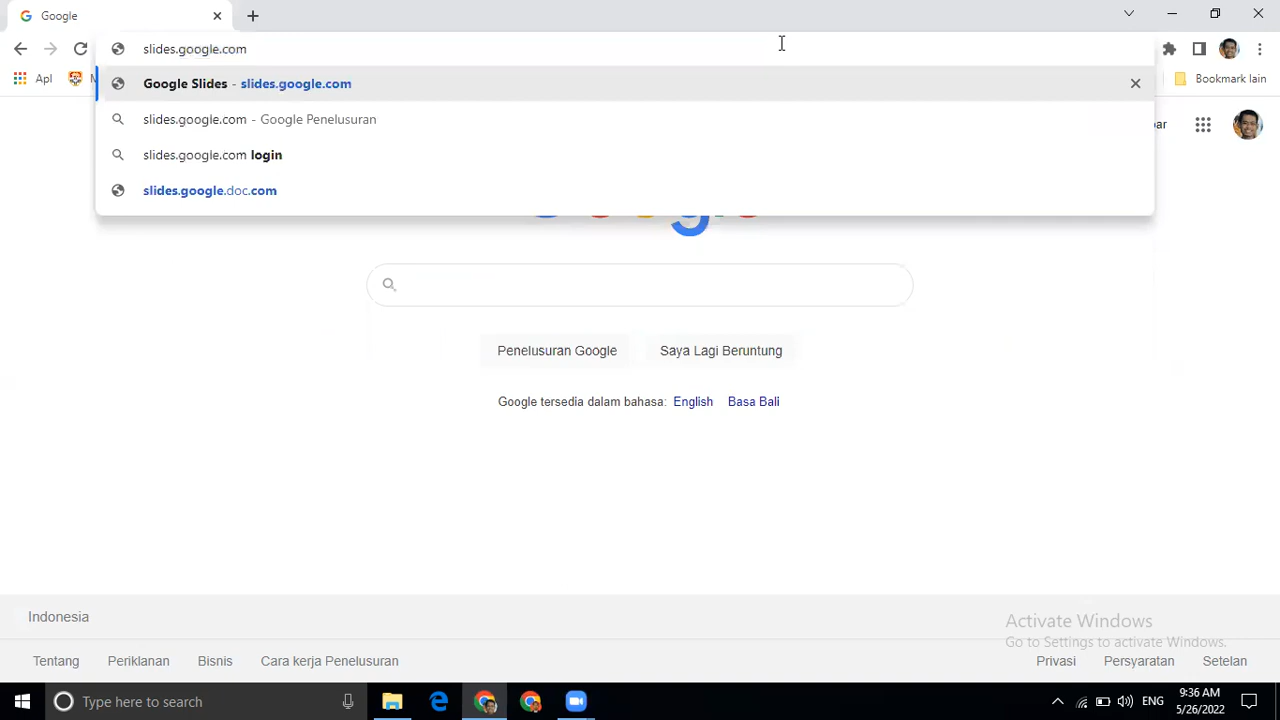 Google
slides.google.com
Google Slides - slides.google.com
slides.google.com - Google Penelusuran
slides.google.com login
slides.google.doc.com
Apl
Bookmark lain
Penelusuran Google
Saya Lagi Beruntung
Google tersedia dalam bahasa: English Basa Bali
Indonesia
Tentang
Periklanan
Bisnis
Cara kerja Penelusuran
Privasi
Persyaratan
Setelan
Activate Windows
Go to Settings to activate Windows.
Type here to search
ENG
9:36 AM
5/26/2022